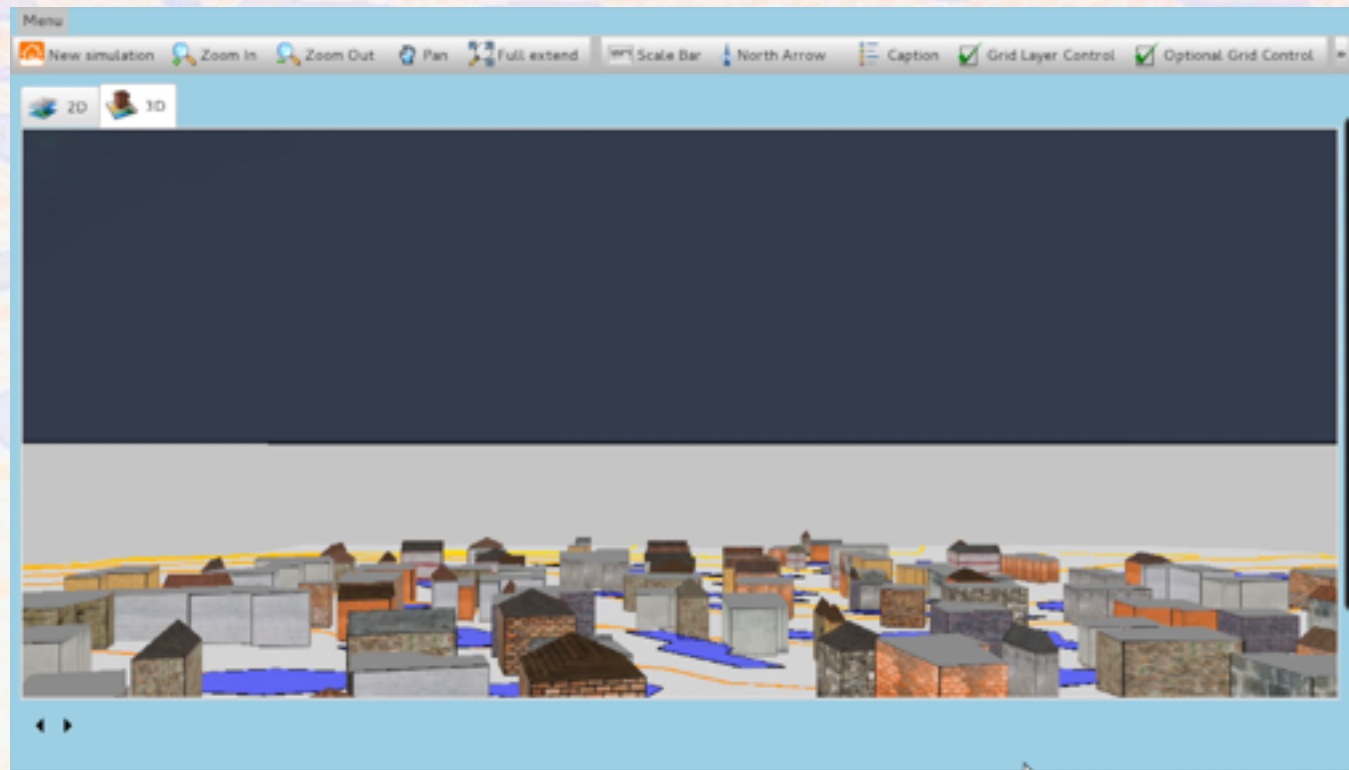 Menu
New simulation Zoom In Zoom Out Pan Full extend Scale Bar North Arrow Caption Grid Layer Control Optional Grid Control
2D 3D